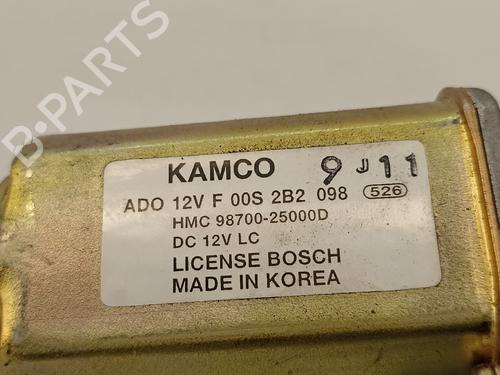 B-PARTS
KAMCO 9 J 11
ADO 12V F 00S 2B2 098 526
HMC 98700-25000D
DC 12V LC
LICENSE BOSCH
MADE IN KOREA